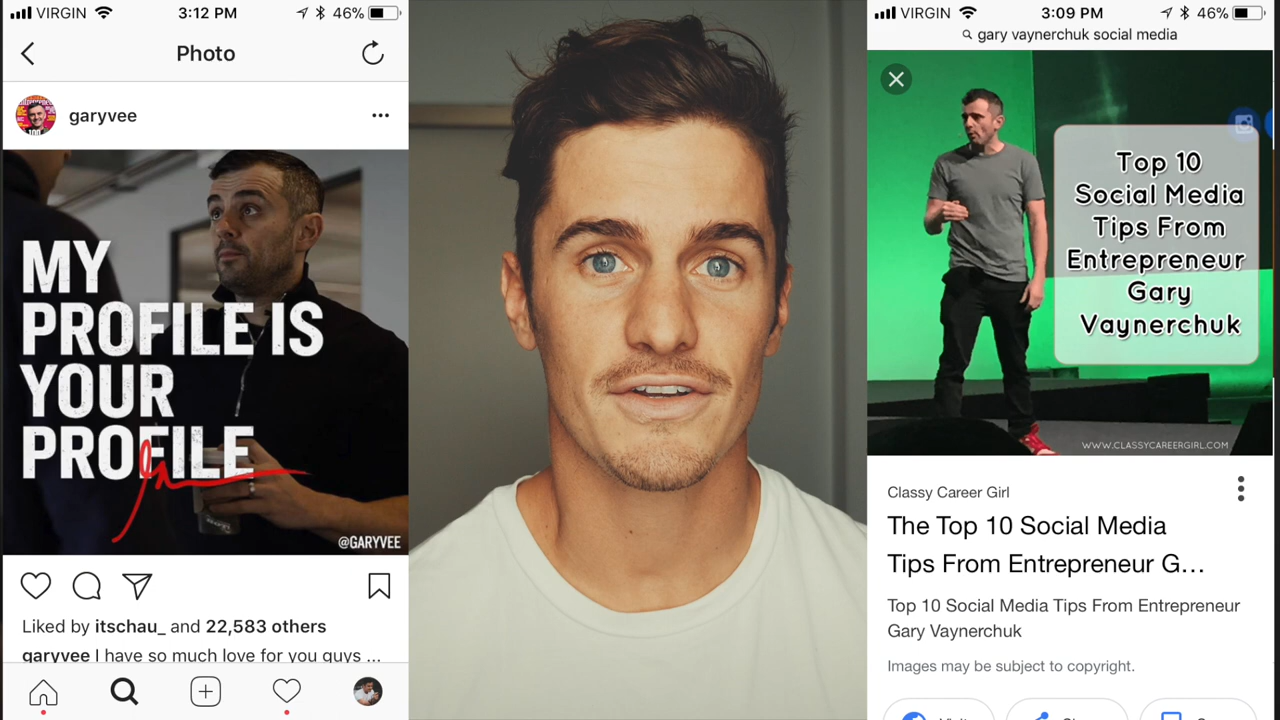 VIRGIN 3:12 PM 46%
Photo
garyvee
MY
PROFILE IS
YOUR
PROFILE
@GARYVEE
Liked by itschau_ and 22,583 others
garyvee I have so much love for you guys ...
VIRGIN 3:09 PM 46%
gary vaynerchuk social media
Top 10
Social Media
Tips From
Entrepreneur
Gary
Vaynerchuk
WWW.CLASSYCAREERGIRL.COM
Classy Career Girl
The Top 10 Social Media
Tips From Entrepreneur G...
Top 10 Social Media Tips From Entrepreneur
Gary Vaynerchuk
Images may be subject to copyright.